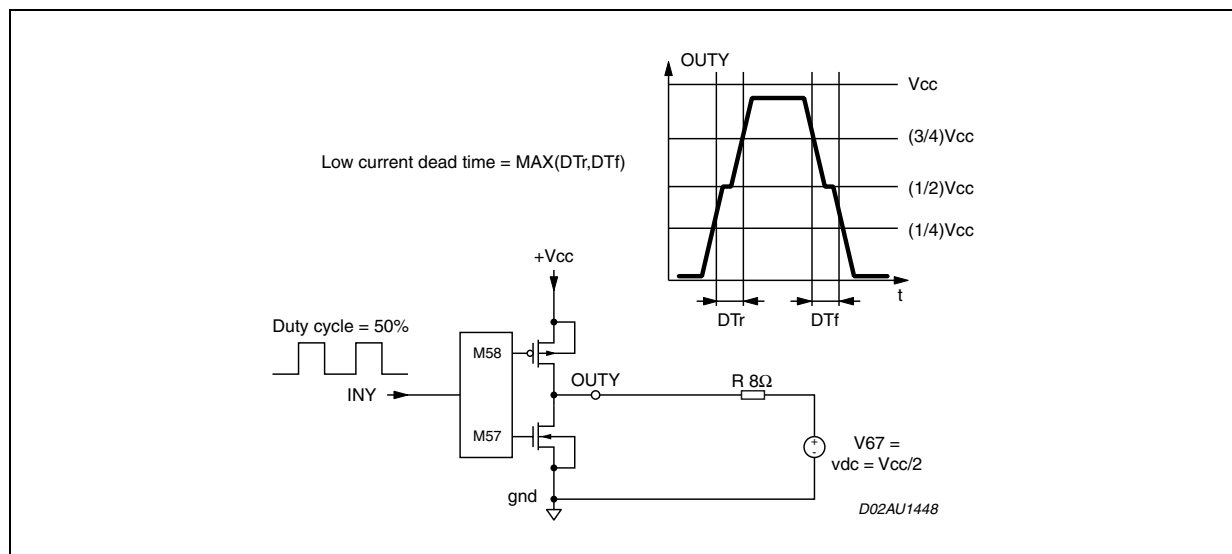 OUTY
Vcc
(3/4)Vcc
Low current dead time = MAX(DTr,DTf)
(1/2)Vcc
(1/4)Vcc
+Vcc
t
DTr
DTf
Duty cycle = 50%
M58
OUTY
R 8Ω
INY
M57
+
-
V67 =
vdc = Vcc/2
gnd
D02AU1448